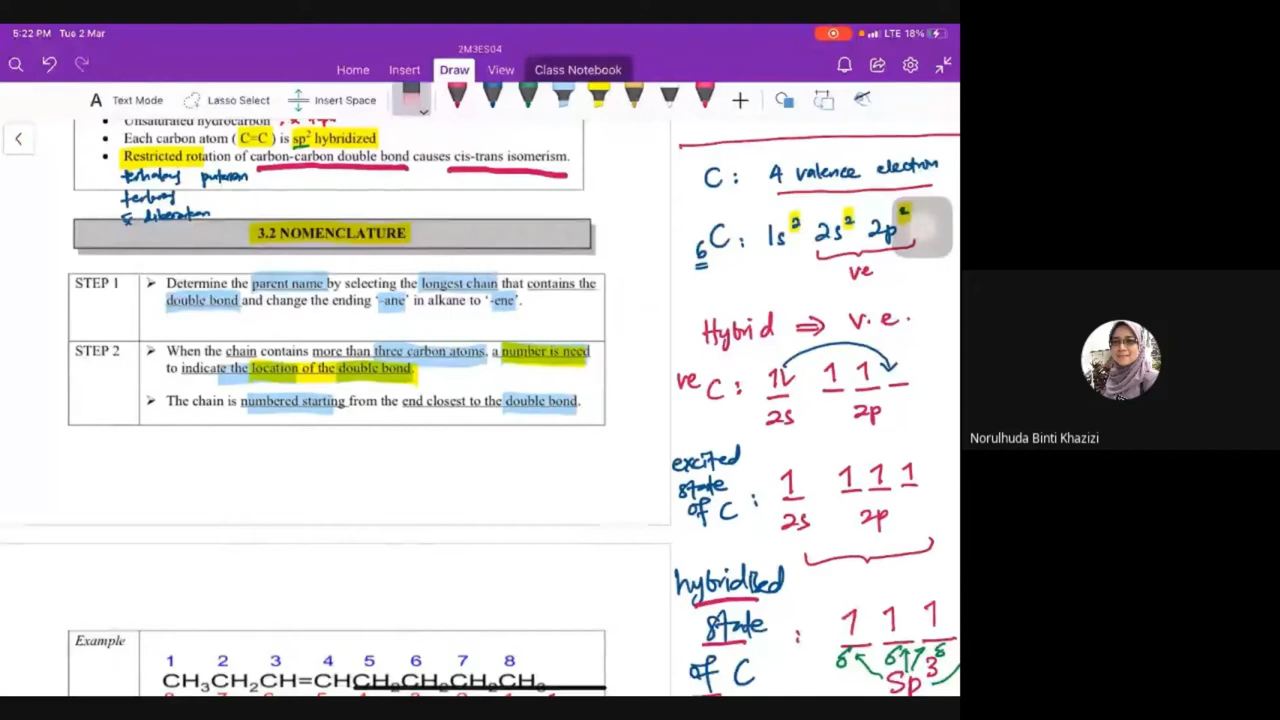 5:22 PM Tue 2 Mar
LTE 18%
2M3ES04
Home Insert Draw View Class Notebook
Text Mode Lasso Select Insert Space
Unsaturated hydrocarbon
Each carbon atom ( C=C ) is sp² hybridized
Restricted rotation of carbon-carbon double bond causes cis-trans isomerism.
3.2 NOMENCLATURE
STEP 1
Determine the parent name by selecting the longest chain that contains the
double bond and change the ending ‘-ane’ in alkane to ‘-ene’.
STEP 2
When the chain contains more than three carbon atoms, a number is need
to indicate the location of the double bond.
The chain is numbered starting from the end closest to the double bond.
Example
1 2 3 4 5 6 7 8
CH₃CH₂CH=CHCH₂CH₂CH₂CH₃
C : 4 valence electron
₆C : 1s² 2s² 2p²
ve
Hybrid ⇒ v.e.
ve C : 1l 1 1
2s 2p
excited
state
of C : 1 1 1 1
2s 2p
hybridised
state : 1 1 1
of C
sp3
Norulhuda Binti Khazizi